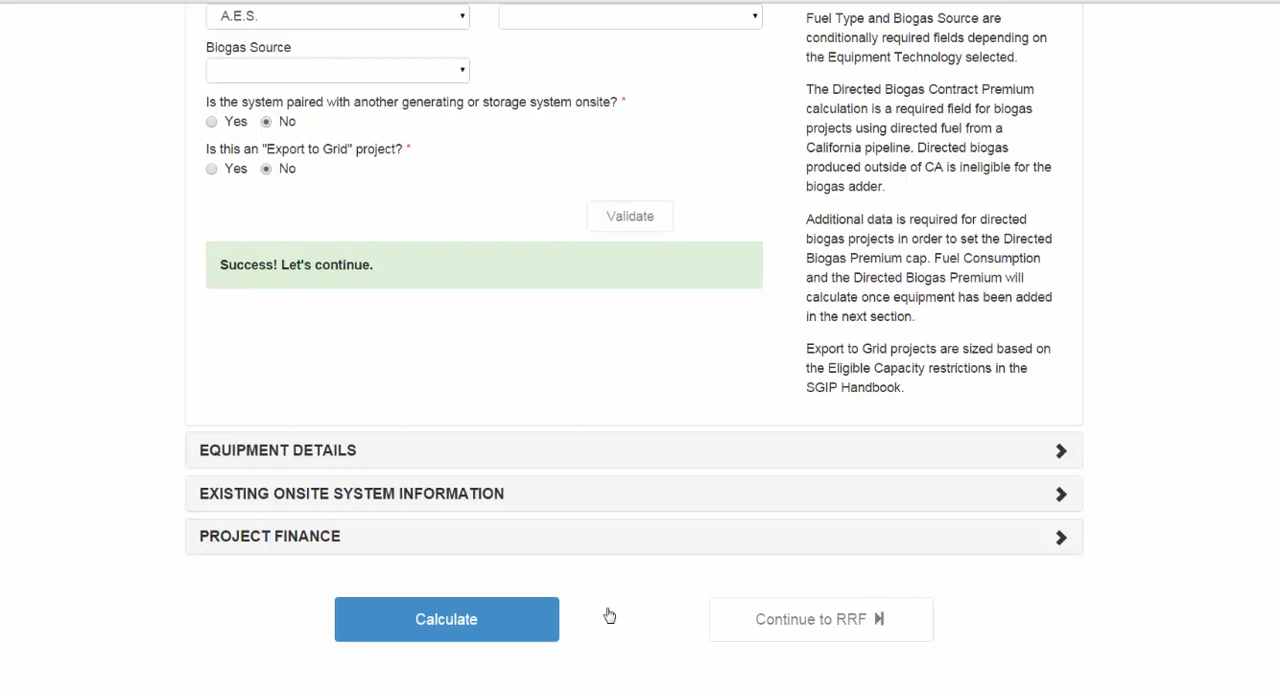 A.E.S.
Biogas Source
Is the system paired with another generating or storage system onsite? *
Yes No
Is this an "Export to Grid" project? *
Yes No
Validate
Success! Let's continue.
Fuel Type and Biogas Source are
conditionally required fields depending on
the Equipment Technology selected.
The Directed Biogas Contract Premium
calculation is a required field for biogas
projects using directed fuel from a
California pipeline. Directed biogas
produced outside of CA is ineligible for the
biogas adder.
Additional data is required for directed
biogas projects in order to set the Directed
Biogas Premium cap. Fuel Consumption
and the Directed Biogas Premium will
calculate once equipment has been added
in the next section.
Export to Grid projects are sized based on
the Eligible Capacity restrictions in the
SGIP Handbook.
EQUIPMENT DETAILS
EXISTING ONSITE SYSTEM INFORMATION
PROJECT FINANCE
Calculate
Continue to RRF